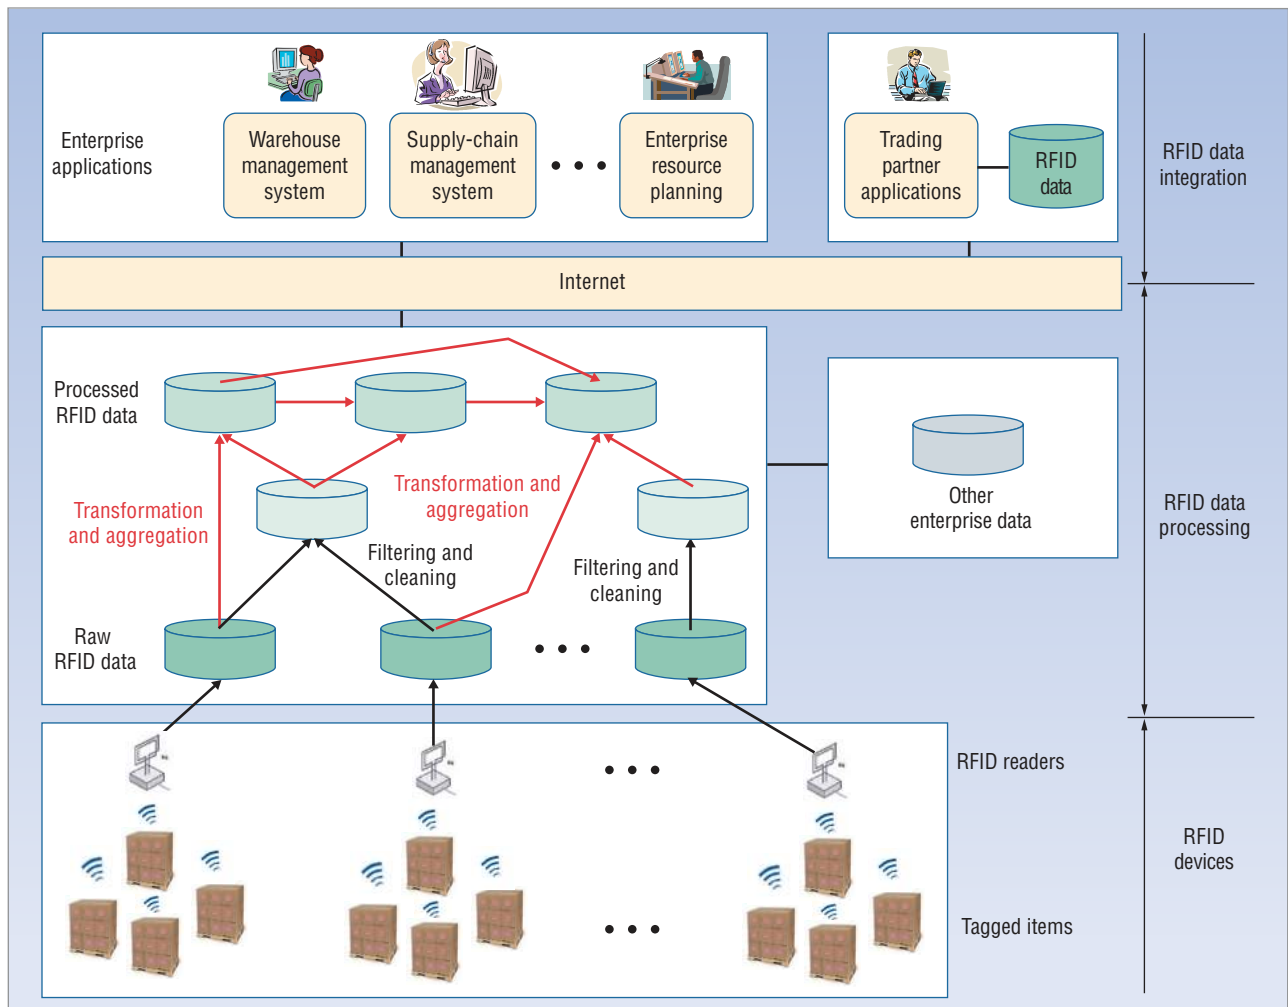 Enterprise
applications
Warehouse
management
system
Supply-chain
management
system
Enterprise
resource
planning
Trading
partner
applications
RFID
data
RFID data
integration
Internet
Processed
RFID data
Transformation
and aggregation
Transformation and
aggregation
Filtering and
cleaning
Filtering and
cleaning
Raw
RFID data
Other
enterprise data
RFID data
processing
RFID readers
RFID
devices
Tagged items